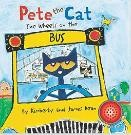 Pete the Cat
The Wheels on the
BUS
by Kimberly and James Dean